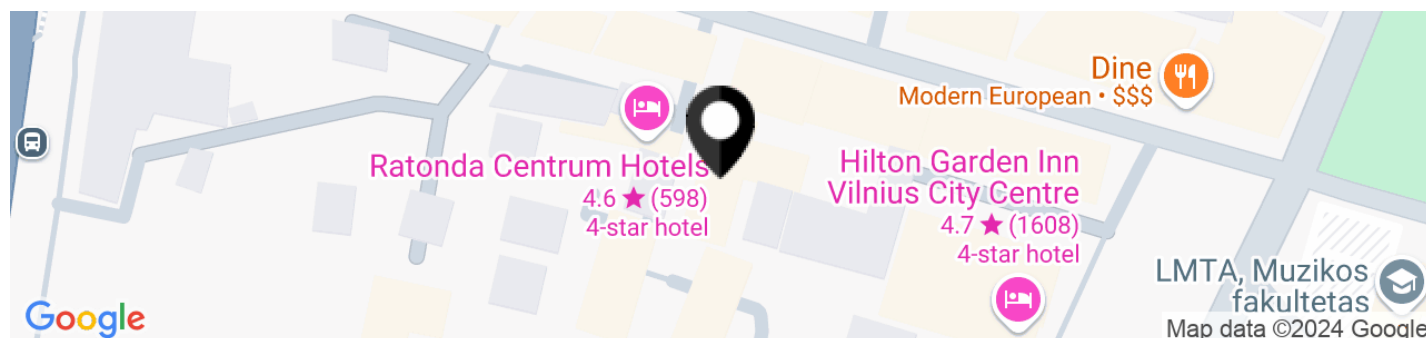 Dine
Modern European • $$$
Ratonda Centrum Hotels
4.6 ★ (598)
4-star hotel
Hilton Garden Inn
Vilnius City Centre
4.7 ★ (1608)
4-star hotel
LMTA, Muzikos
fakultetas
Google
Map data ©2024 Google